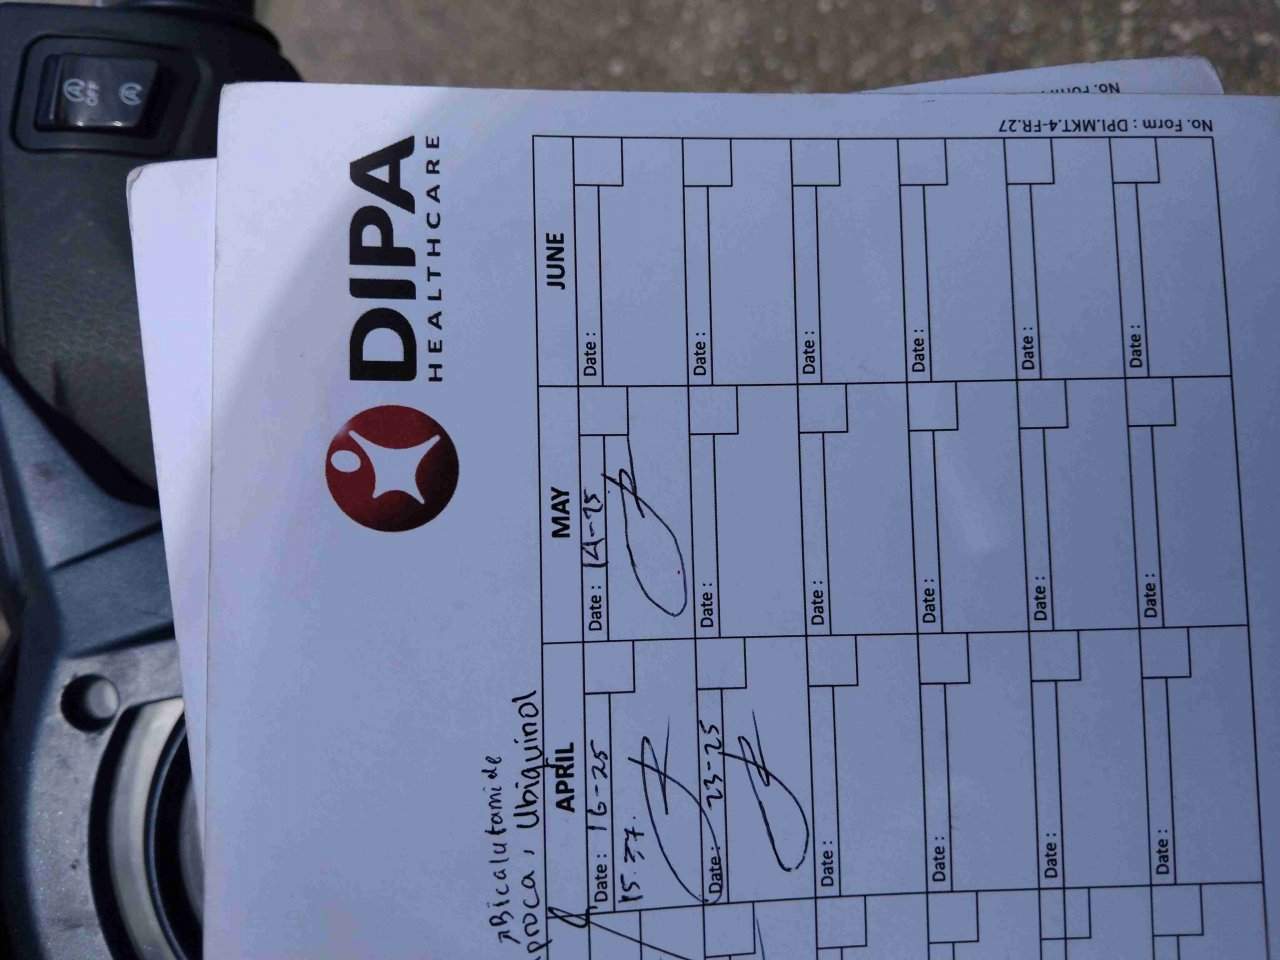 OFF
No. Form : DPI.MKT.4-FR.27
DIPA
HEALTHCARE
Bicalutamide
Ubiquinol
APRIL
MAY
JUNE
Date : 16-25
15.37.
Date : 14-25
Date :
Date : 23-25
Date :
Date :
Date :
Date :
Date :
Date :
Date :
Date :
Date :
Date :
Date :
Date :
Date :
Date :